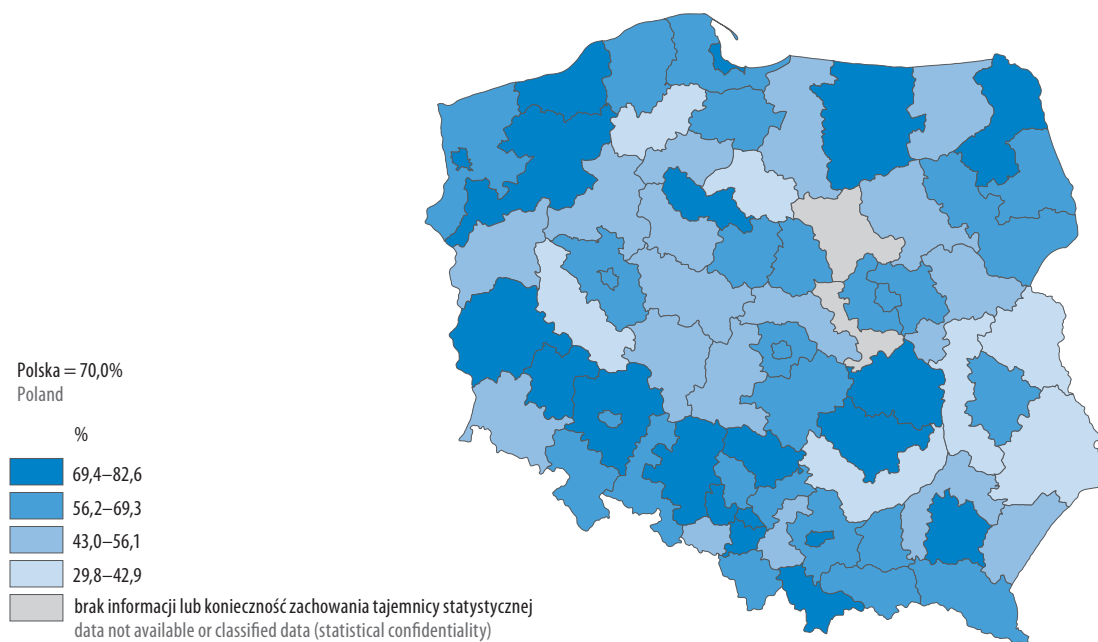 Polska = 70,0%
Poland
%
69,4–82,6
56,2–69,3
43,0–56,1
29,8–42,9
brak informacji lub konieczność zachowania tajemnicy statystycznej
data not available or classified data (statistical confidentiality)